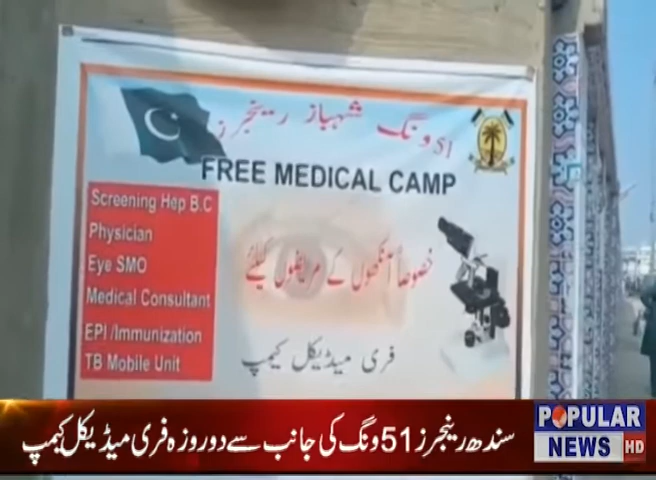 51 ونگ شہباز رینجرز
FREE MEDICAL CAMP
Screening Hep B.C
Physician
Eye SMO
Medical Consultant
EPI /Immunization
TB Mobile Unit
خصوصاً آنکھوں کے مریضوں کیلئے
فری میڈیکل کیمپ
سندھ رینجرز 51 ونگ کی جانب سے دو روزہ فری میڈیکل کیمپ
POPULAR
NEWS HD